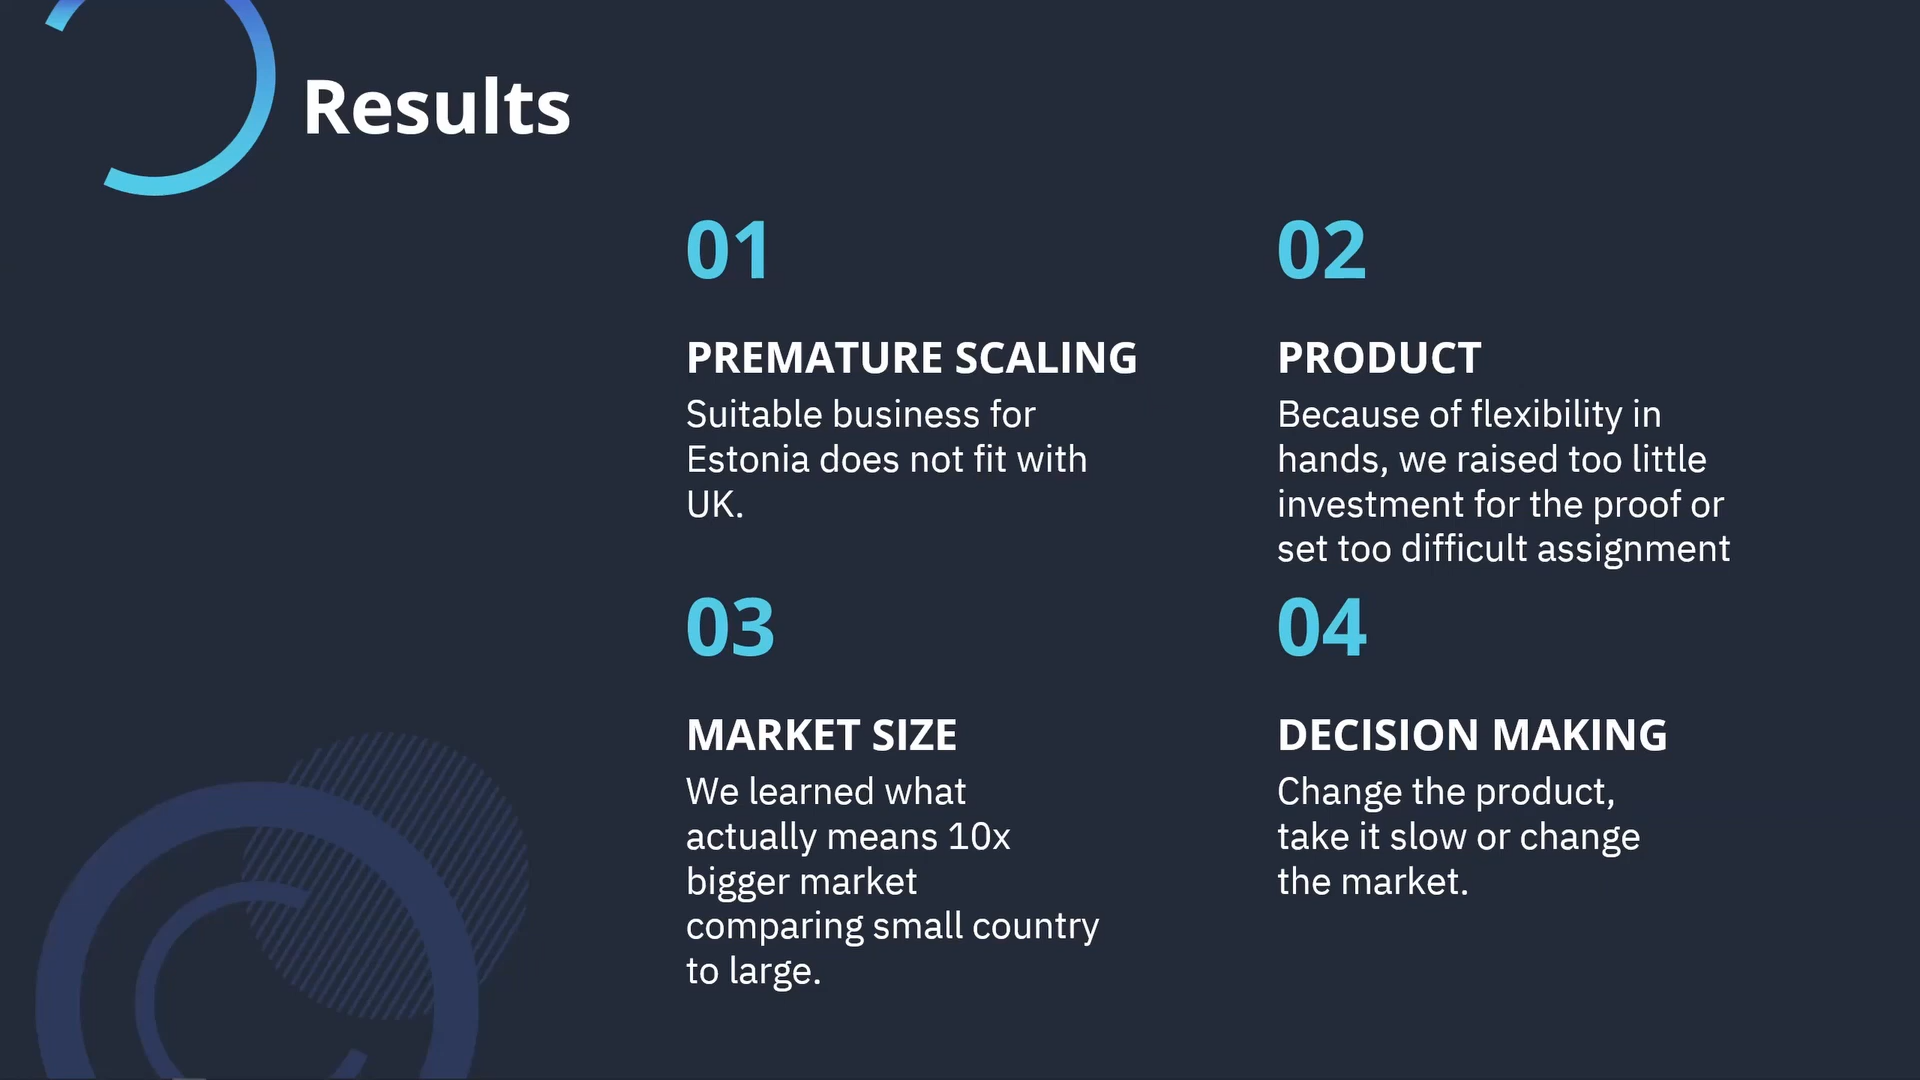 Results
01
PREMATURE SCALING
Suitable business for
Estonia does not fit with
UK.
02
PRODUCT
Because of flexibility in
hands, we raised too little
investment for the proof or
set too difficult assignment
03
MARKET SIZE
We learned what
actually means 10x
bigger market
comparing small country
to large.
04
DECISION MAKING
Change the product,
take it slow or change
the market.